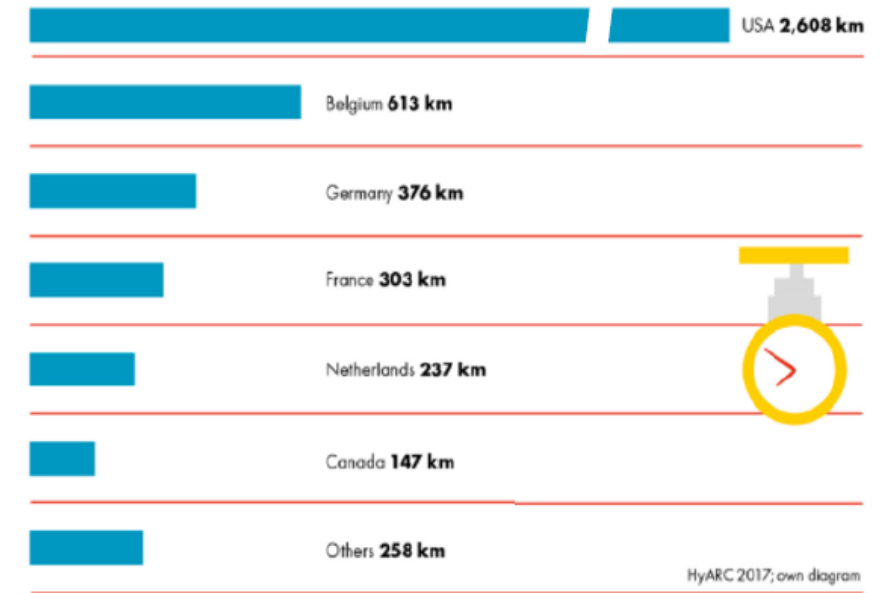 USA 2,608 km
Belgium 613 km
Germany 376 km
France 303 km
Netherlands 237 km
Canada 147 km
Others 258 km
HyARC 2017; own diagram